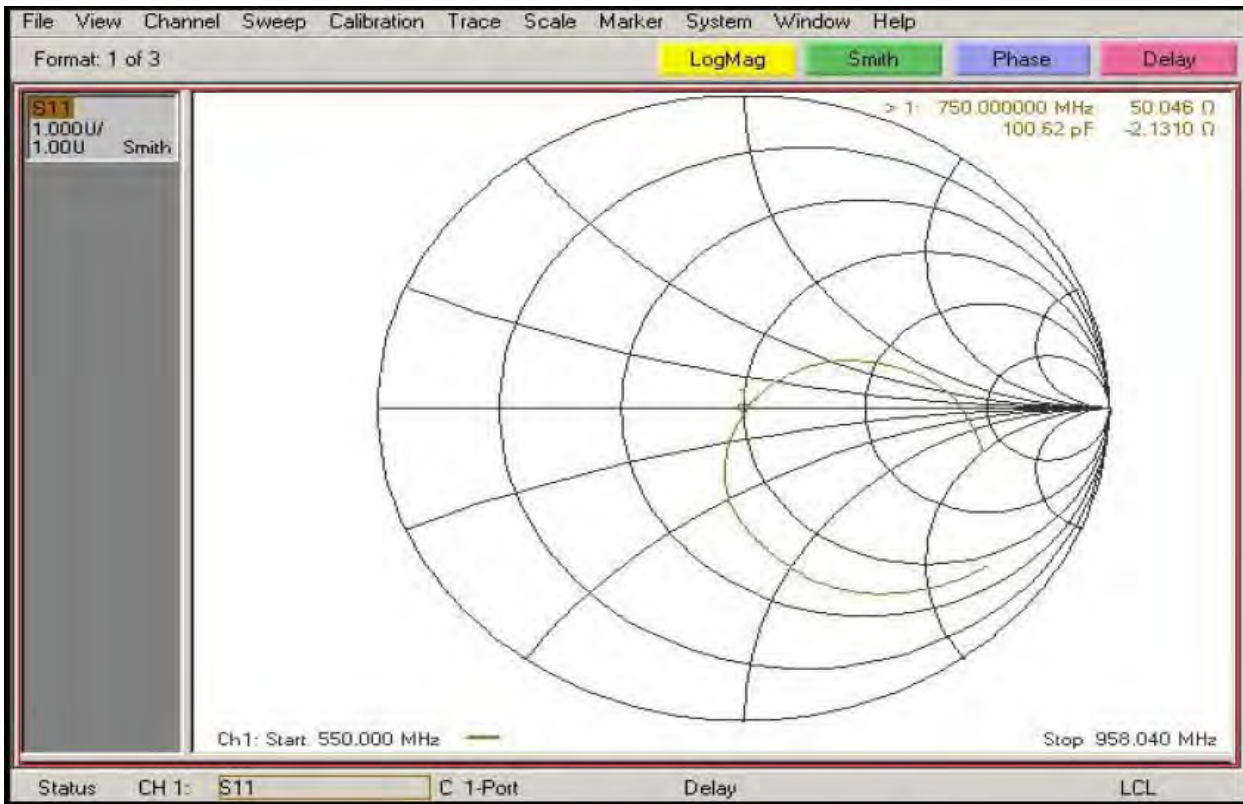 File View Channel Sweep Calibration Trace Scale Marker System Window Help
Format: 1 of 3 LogMag Smith Phase Delay
S11
1.000U/
1.00U Smith
> 1: 750.000000 MHz 50.046 Ω
100.62 pF -2.1310 Ω
1
Ch1: Start 550.000 MHz Stop 958.040 MHz
Status CH 1: S11 C 1-Port Delay LCL